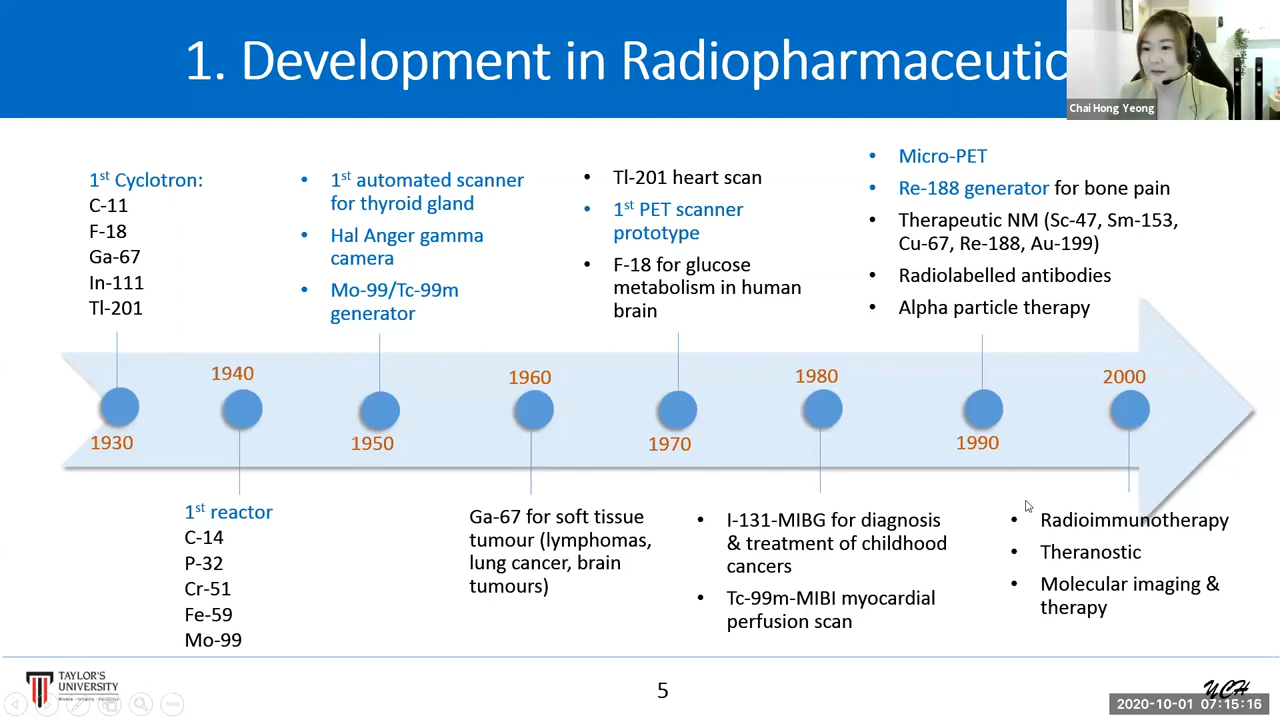 1. Development in Radiopharmaceutic
Chai Hong Yeong
1st Cyclotron:
C-11
F-18
Ga-67
In-111
Tl-201
• 1st automated scanner
for thyroid gland
• Hal Anger gamma
camera
• Mo-99/Tc-99m
generator
• Tl-201 heart scan
• 1st PET scanner
prototype
• F-18 for glucose
metabolism in human
brain
• Micro-PET
• Re-188 generator for bone pain
• Therapeutic NM (Sc-47, Sm-153,
Cu-67, Re-188, Au-199)
• Radiolabelled antibodies
• Alpha particle therapy
1930
1940
1950
1960
1970
1980
1990
2000
1st reactor
C-14
P-32
Cr-51
Fe-59
Mo-99
Ga-67 for soft tissue
tumour (lymphomas,
lung cancer, brain
tumours)
• I-131-MIBG for diagnosis
& treatment of childhood
cancers
• Tc-99m-MIBI myocardial
perfusion scan
• Radioimmunotherapy
• Theranostic
• Molecular imaging &
therapy
TAYLOR'S
UNIVERSITY
5
YCH
2020-10-01 07:15:16